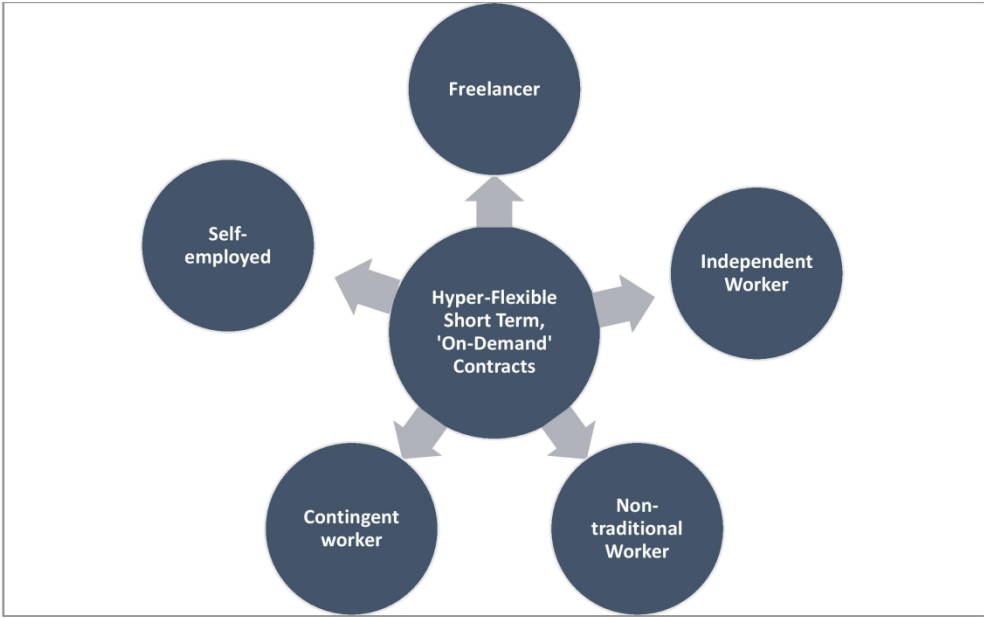 Freelancer
Self-
employed
Independent
Worker
Hyper-Flexible
Short Term,
'On-Demand'
Contracts
Contingent
worker
Non-
traditional
Worker